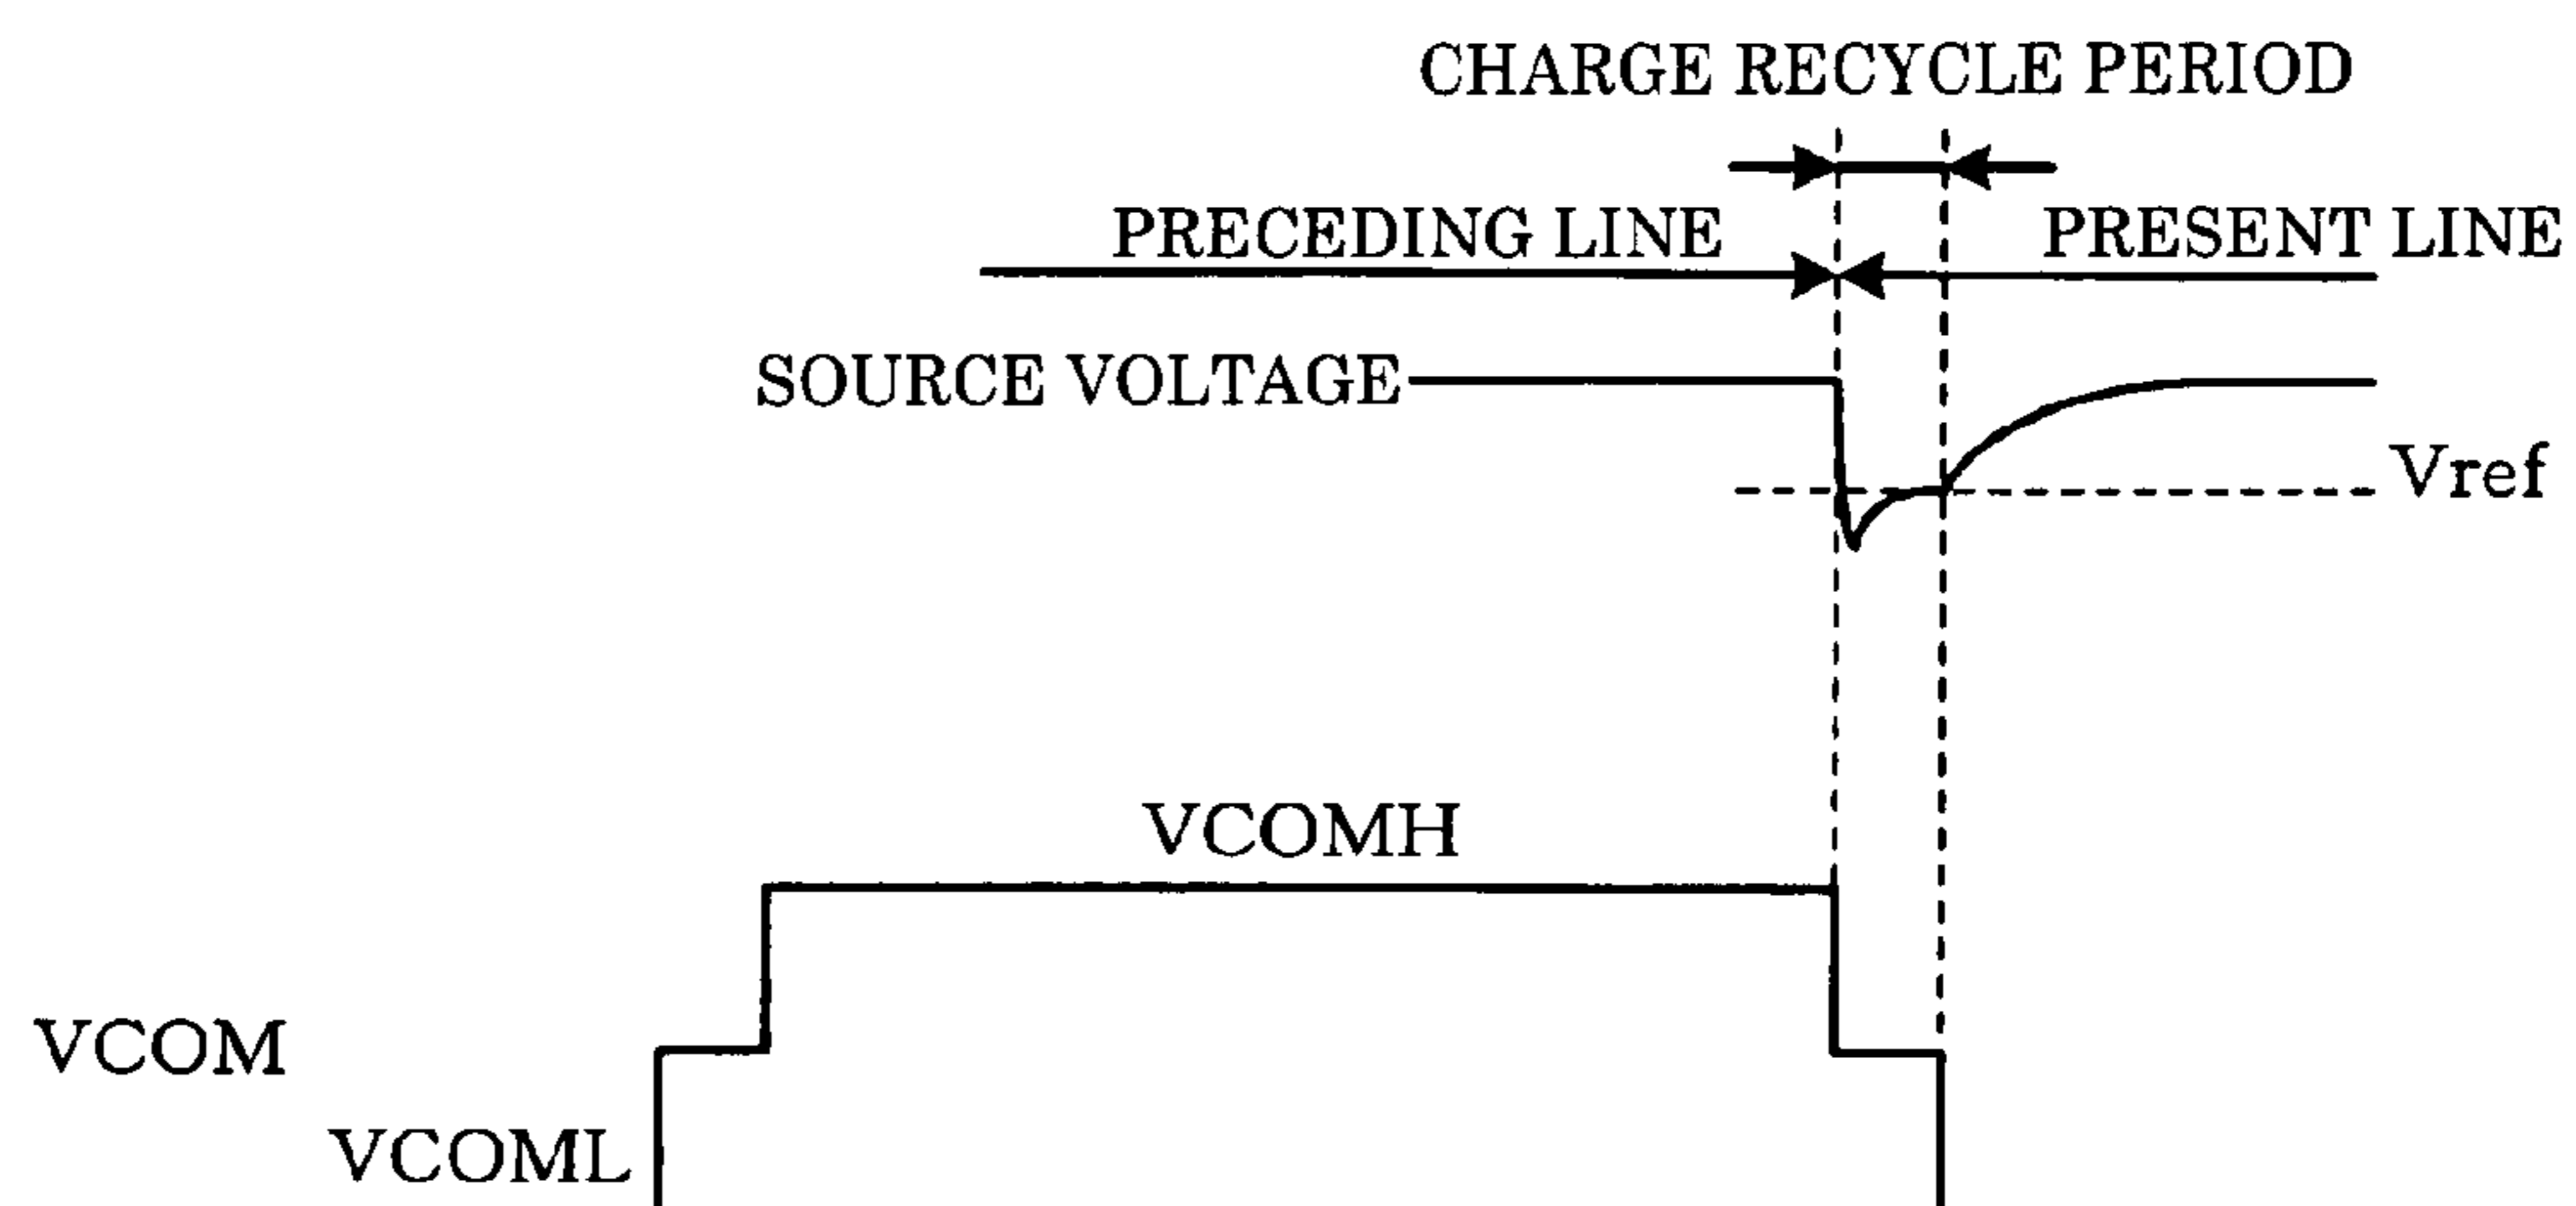 CHARGE RECYCLE PERIOD
PRECEDING LINE
PRESENT LINE
SOURCE VOLTAGE
Vref
VCOMH
VCOM
VCOML